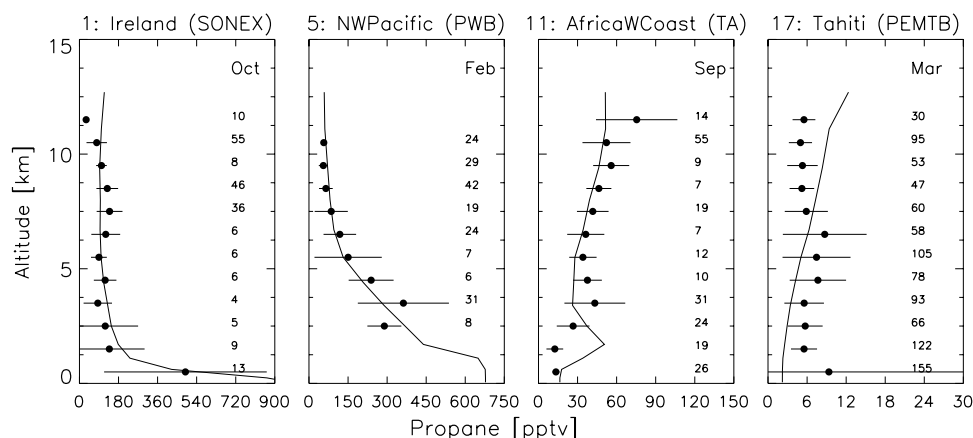 1: Ireland (SONEX) 5: NWPacific (PWB) 11: AfricaWCoast (TA) 17: Tahiti (PEMTB)
15 Oct Feb Sep Mar
10 14 30
55 24 55 95
10 8 29 9 53
46 42 7 47
36 19 19 60
6 24 7 58
6 7 12 105
5 6 6 10 78
4 31 31 93
5 8 24 66
9 19 122
13 26 155
0
0 180 360 540 720 900 0 150 300 450 600 750 0 30 60 90 120 150 0 6 12 18 24 30
Altitude [km]
Propane [pptv]